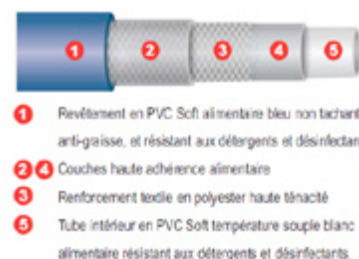 1 2 3 4 5
1 Revêtement en PVC Soft alimentaire bleu non tachant
anti-graisse, et résistant aux détergents et désinfectan
2 4 Couches haute adhérence alimentaire
3 Renforcement textile en polyester haute ténacité
5 Tube intérieur en PVC Soft température souple blanc
alimentaire résistant aux détergents et désinfectants.